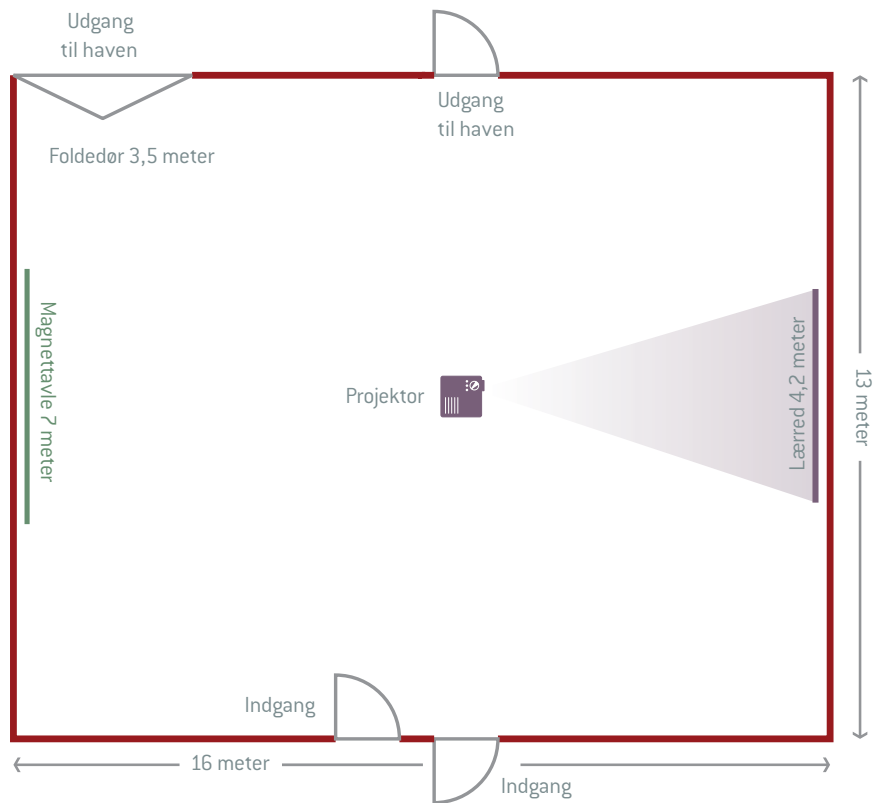 Udgang
til haven
Udgang
til haven
Foldedør 3,5 meter
Magnettavle 7 meter
Projektor
Lærred 4,2 meter
13 meter
Indgang
16 meter
Indgang